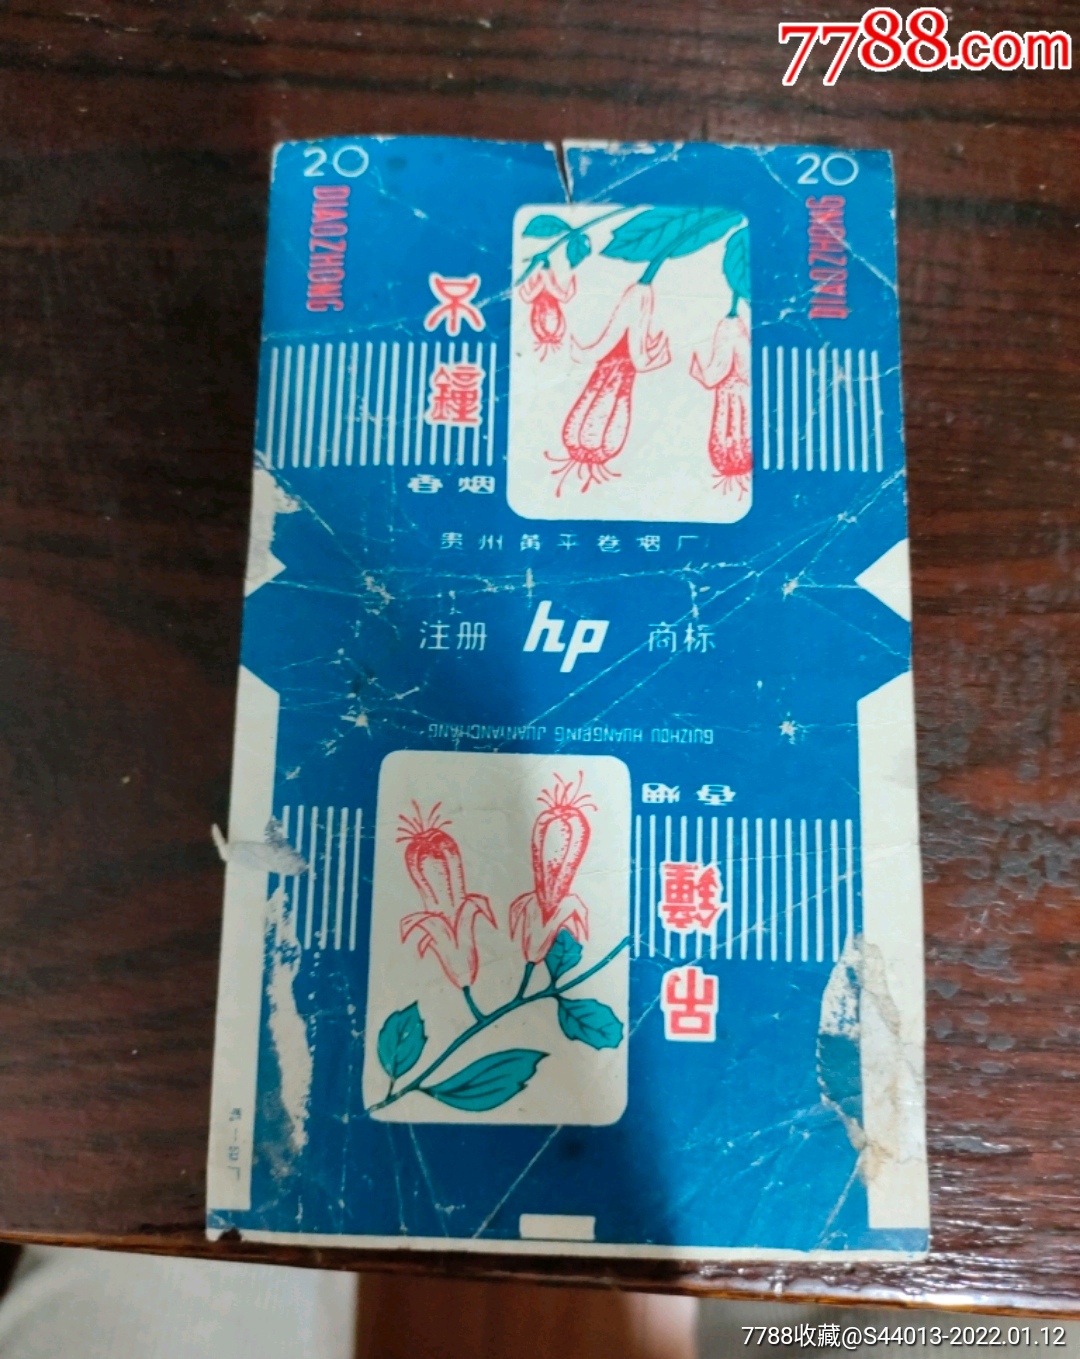 7788.com
20
20
DIAOZHONG
DIAOZHONG
吊
鐘
香烟
贵州黄平卷烟厂
注册 hp 商标
GUIZHOU HUANGPING JUANYANCHANG
香烟
吊
鐘
7788收藏@S44013-2022.01.12